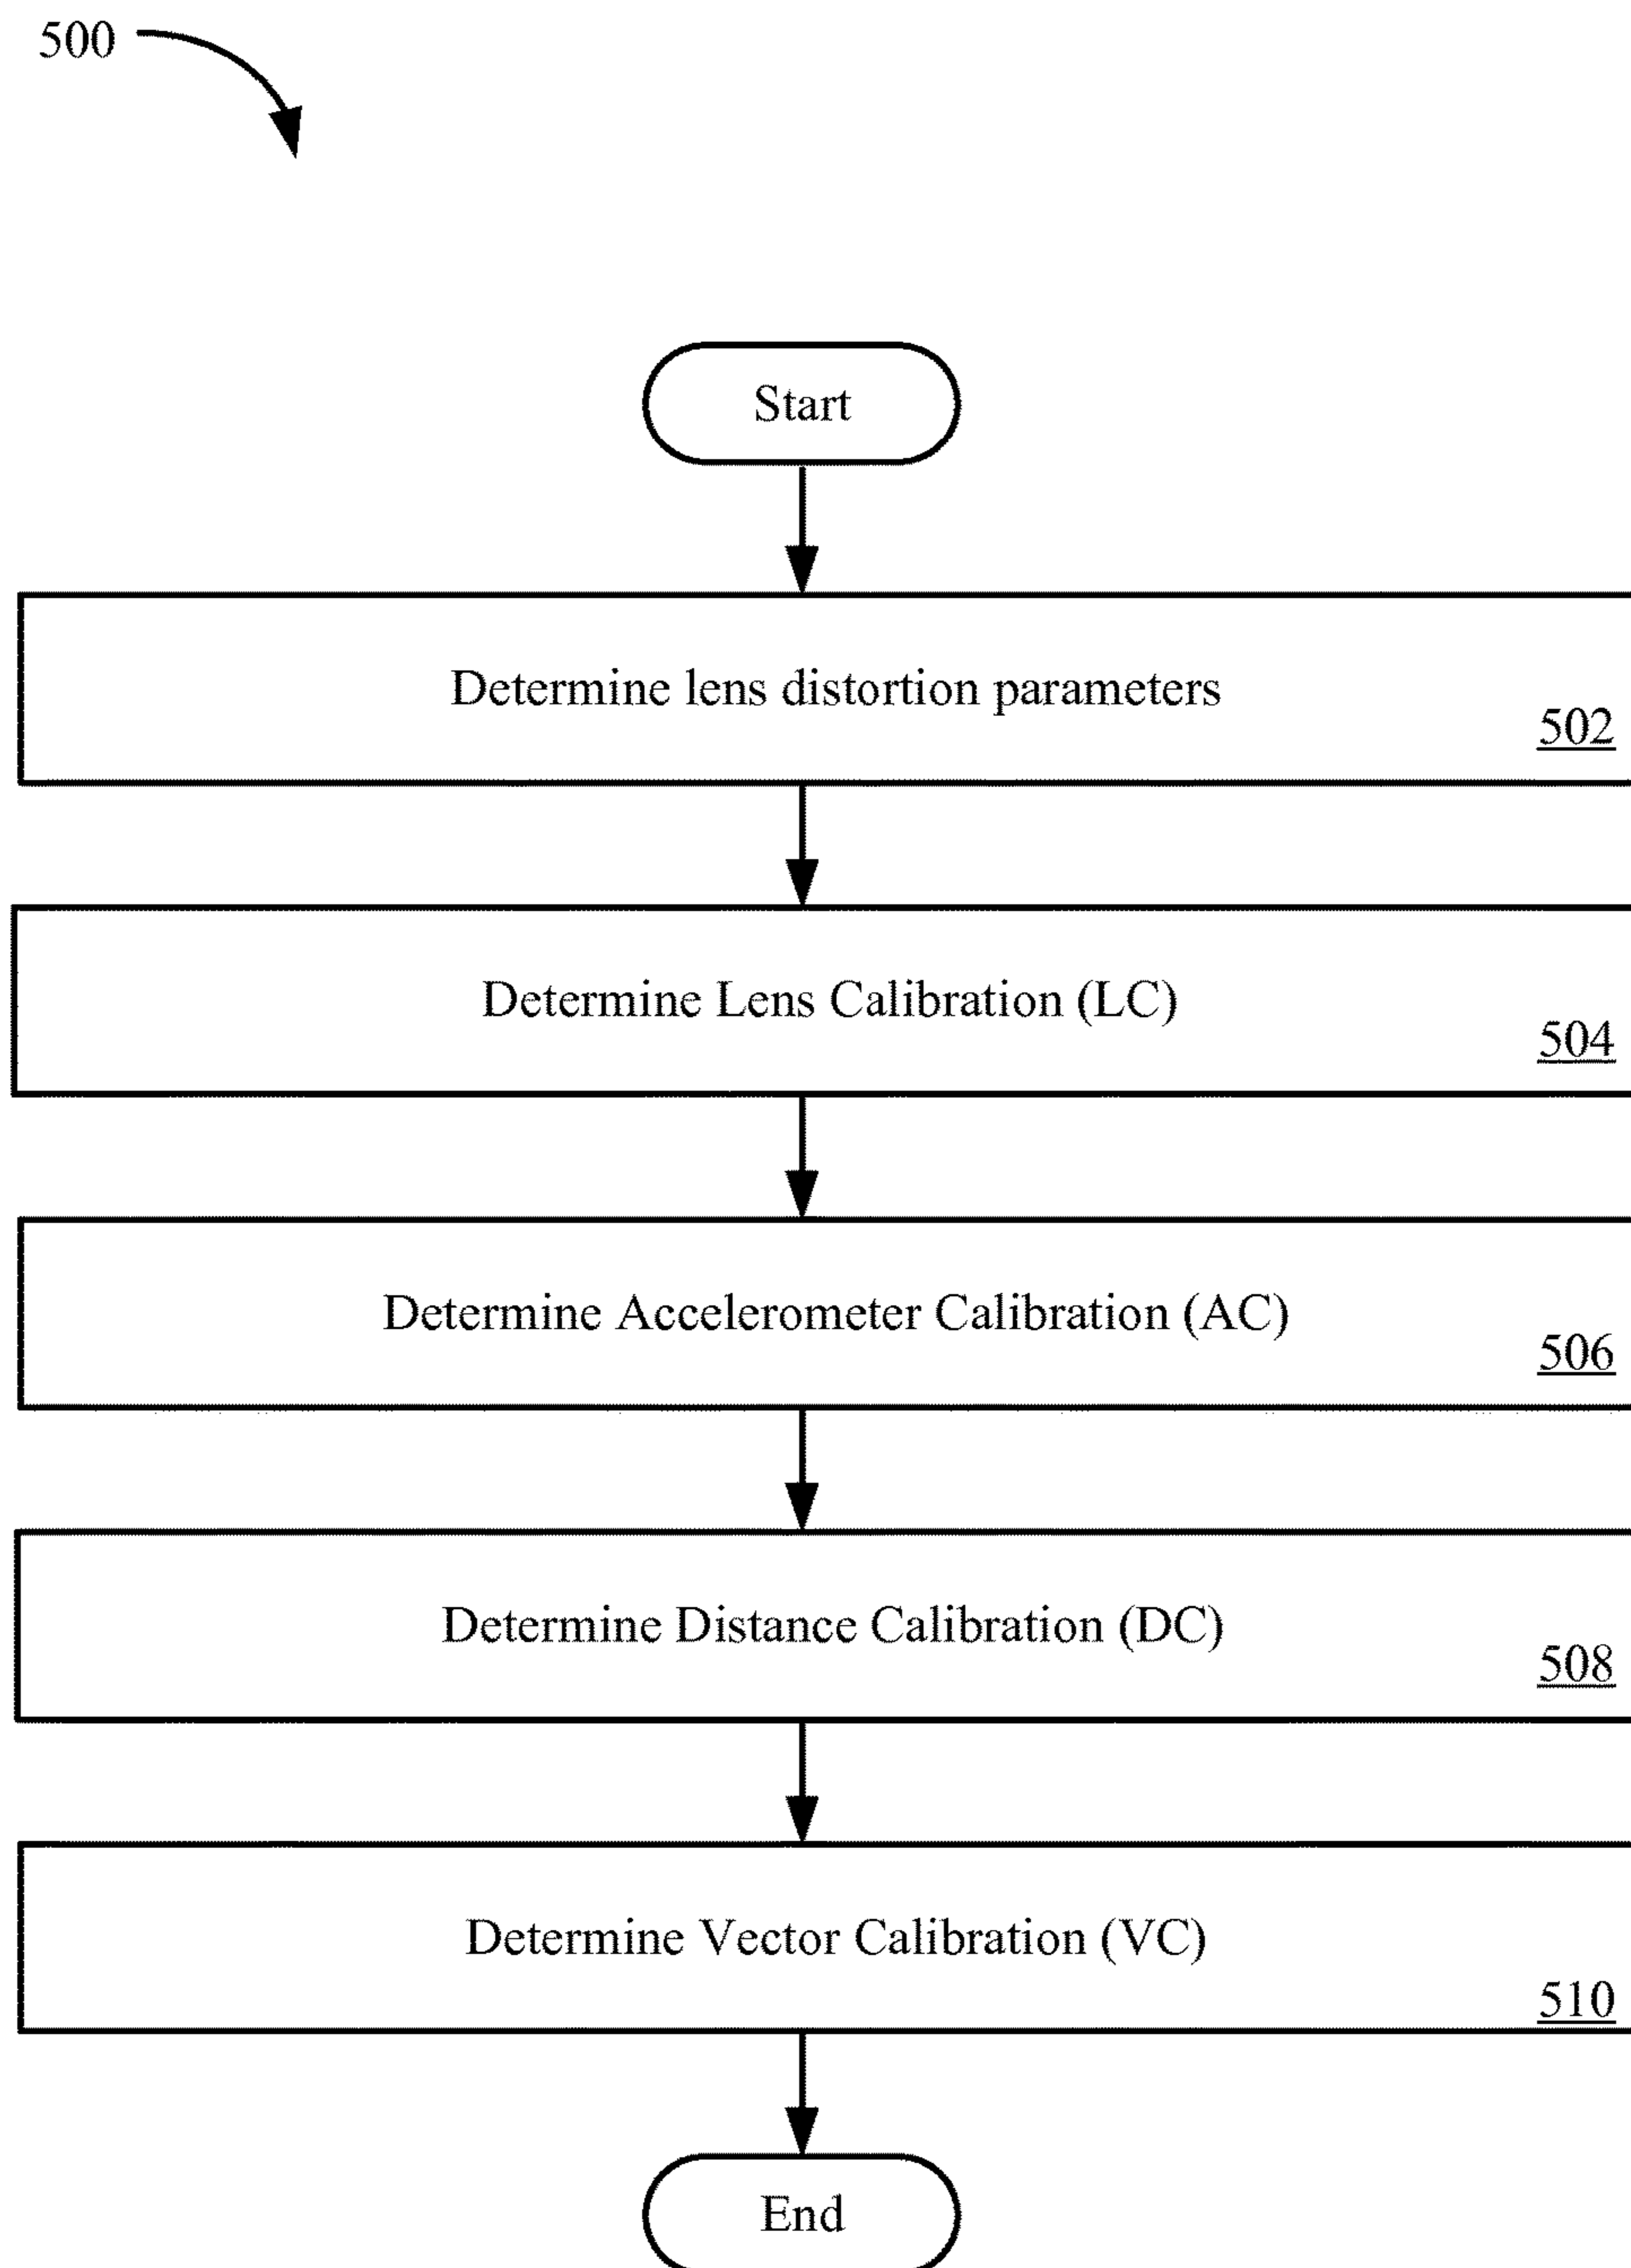 500
Start
Determine lens distortion parameters
502
Determine Lens Calibration (LC)
504
Determine Accelerometer Calibration (AC)
506
Determine Distance Calibration (DC)
508
Determine Vector Calibration (VC)
510
End